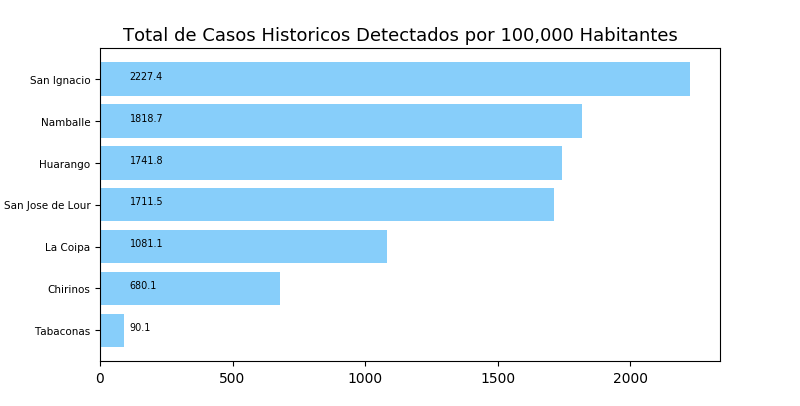 Total de Casos Historicos Detectados por 100,000 Habitantes
San Ignacio 2227.4
Namballe 1818.7
Huarango 1741.8
San Jose de Lour 1711.5
La Coipa 1081.1
Chirinos 680.1
Tabaconas 90.1
0 500 1000 1500 2000